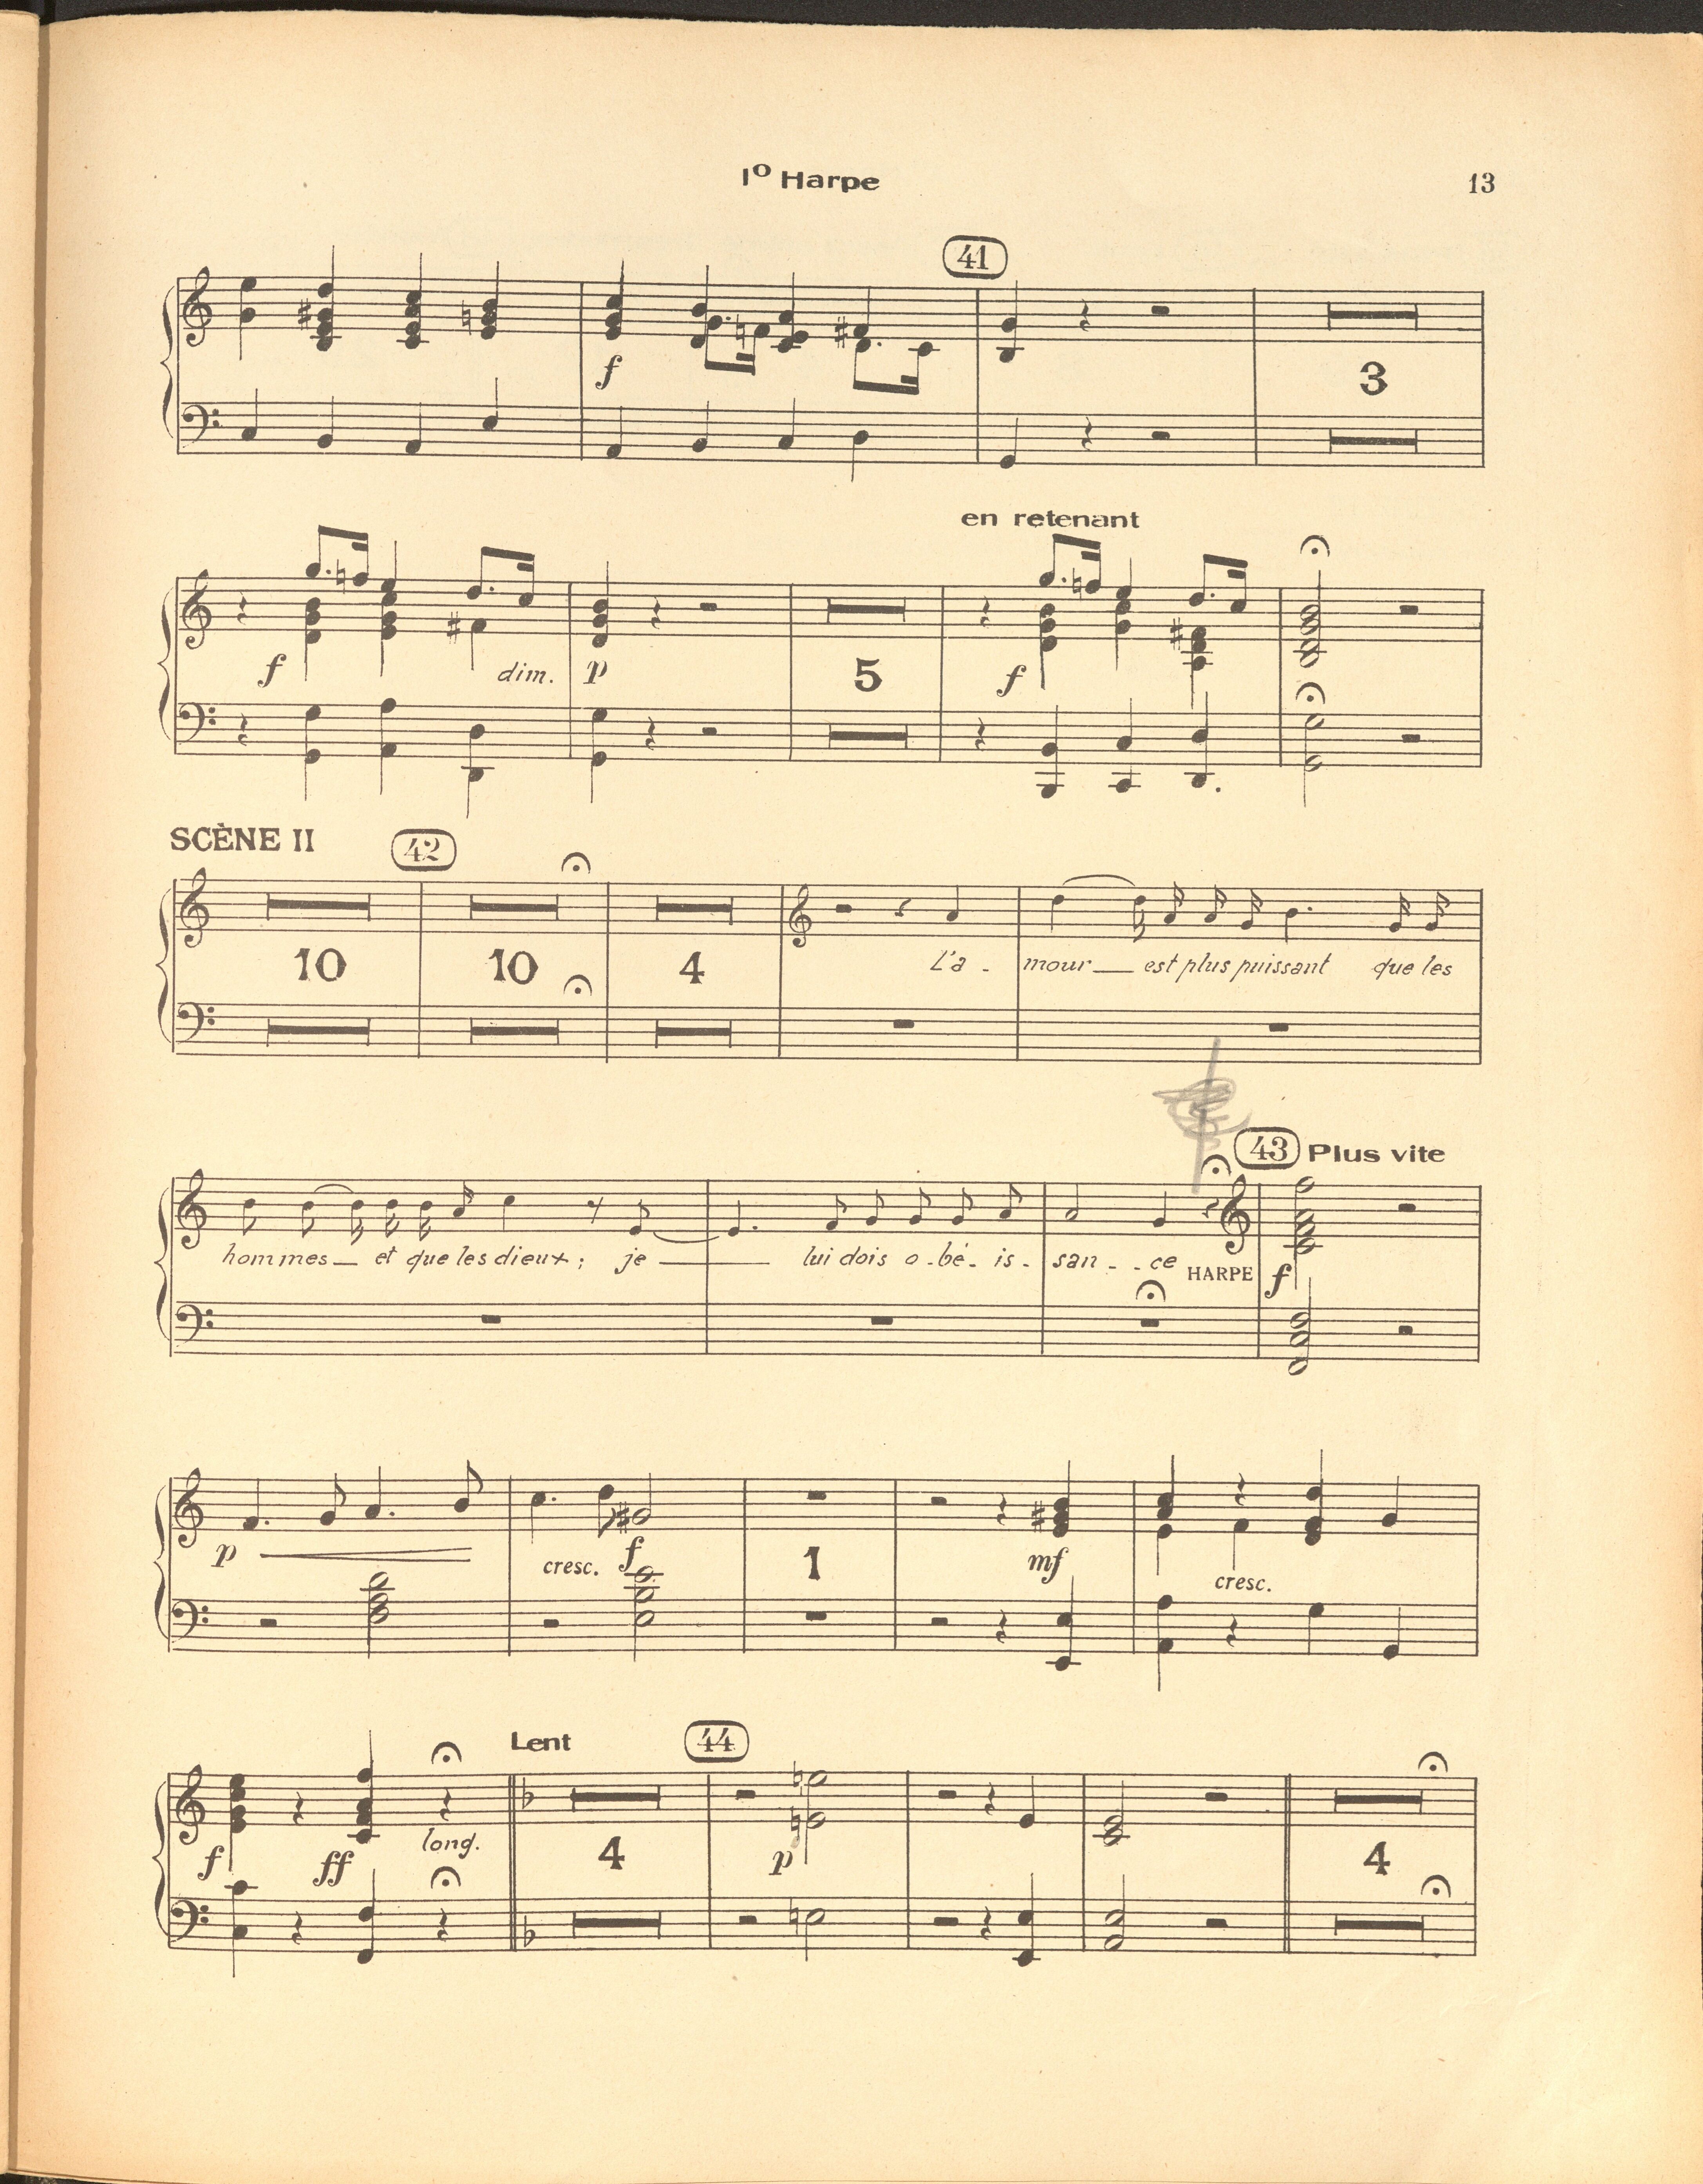 1º Harpe
13
41
f
3
en retenant
f
dim.
p
5
f
SCÈNE II
42
10
10
4
L'a - mour est plus puissant que les
43 Plus vite
hommes et que les dieux ; je lui dois o - bé - is - san - - ce HARPE f
p
cresc.
f
1
mf
cresc.
Lent
44
f
ff
long.
4
p
4